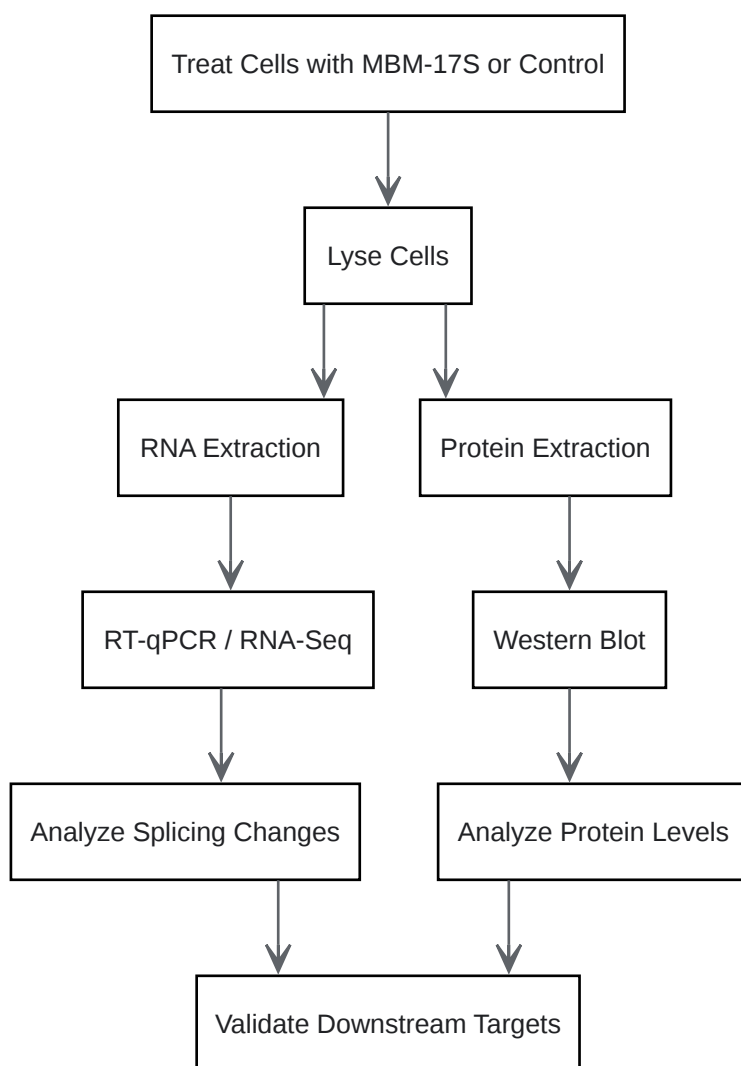 Treat Cells with MBM-17S or Control
Lyse Cells
RNA Extraction
Protein Extraction
RT-qPCR / RNA-Seq
Western Blot
Analyze Splicing Changes
Analyze Protein Levels
Validate Downstream Targets